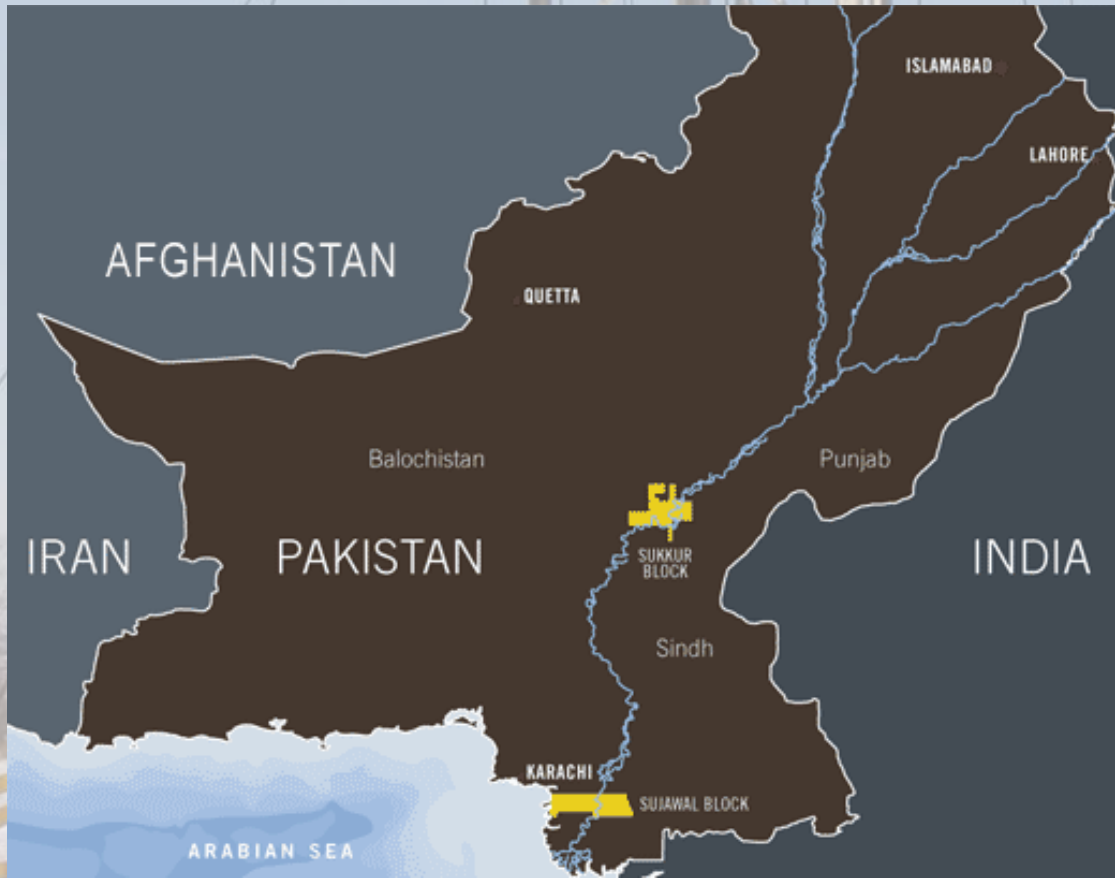 ISLAMABAD
LAHORE
AFGHANISTAN
QUETTA
Balochistan
Punjab
IRAN
PAKISTAN
SUKKUR
BLOCK
INDIA
Sindh
KARACHI
SUJAWAL BLOCK
ARABIAN SEA